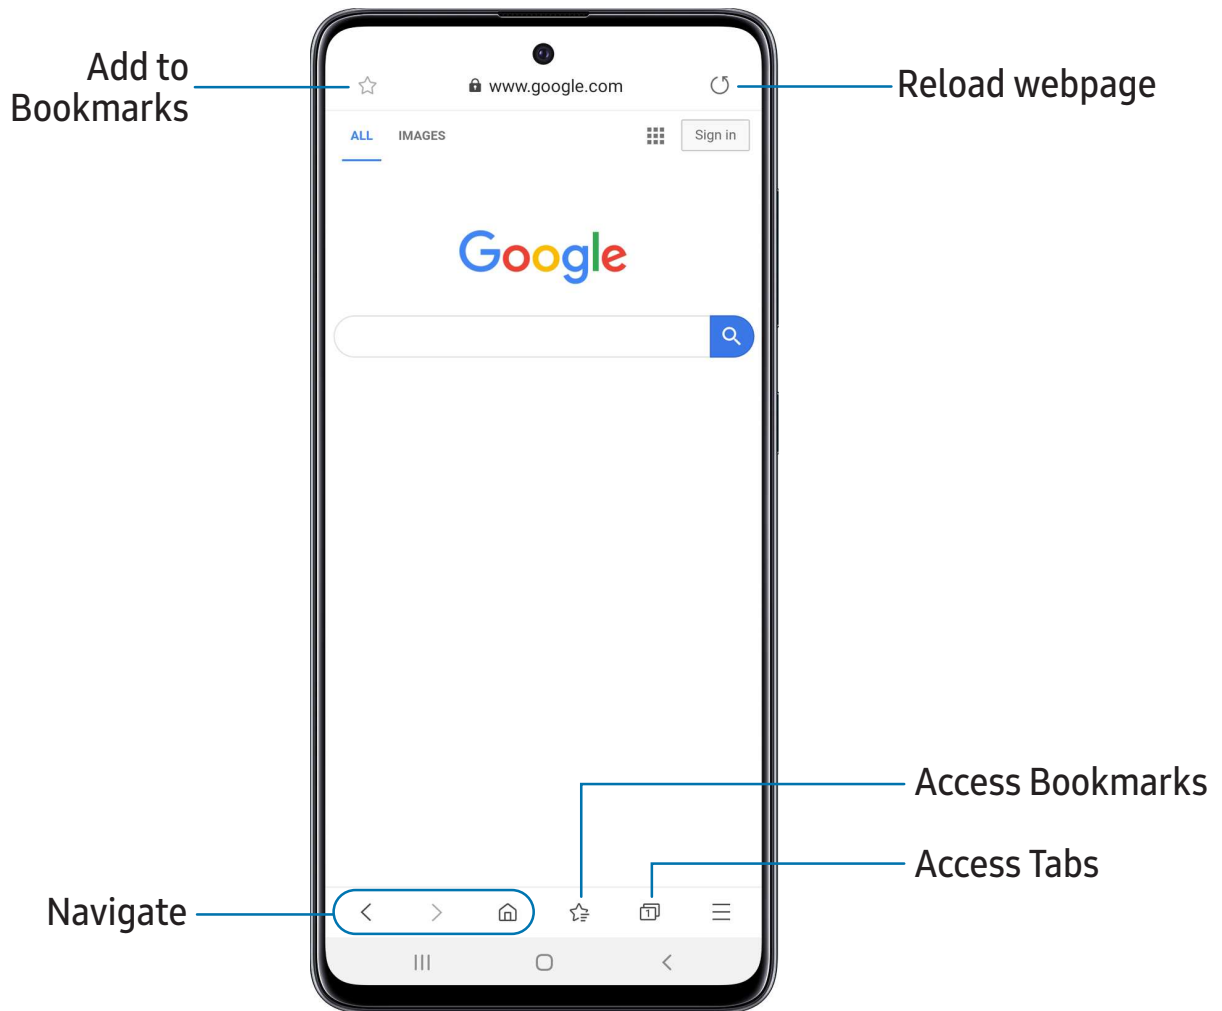 Add to
Bookmarks
www.google.com
Reload webpage
ALL IMAGES Sign in
Google
Access Bookmarks
Access Tabs
Navigate
1